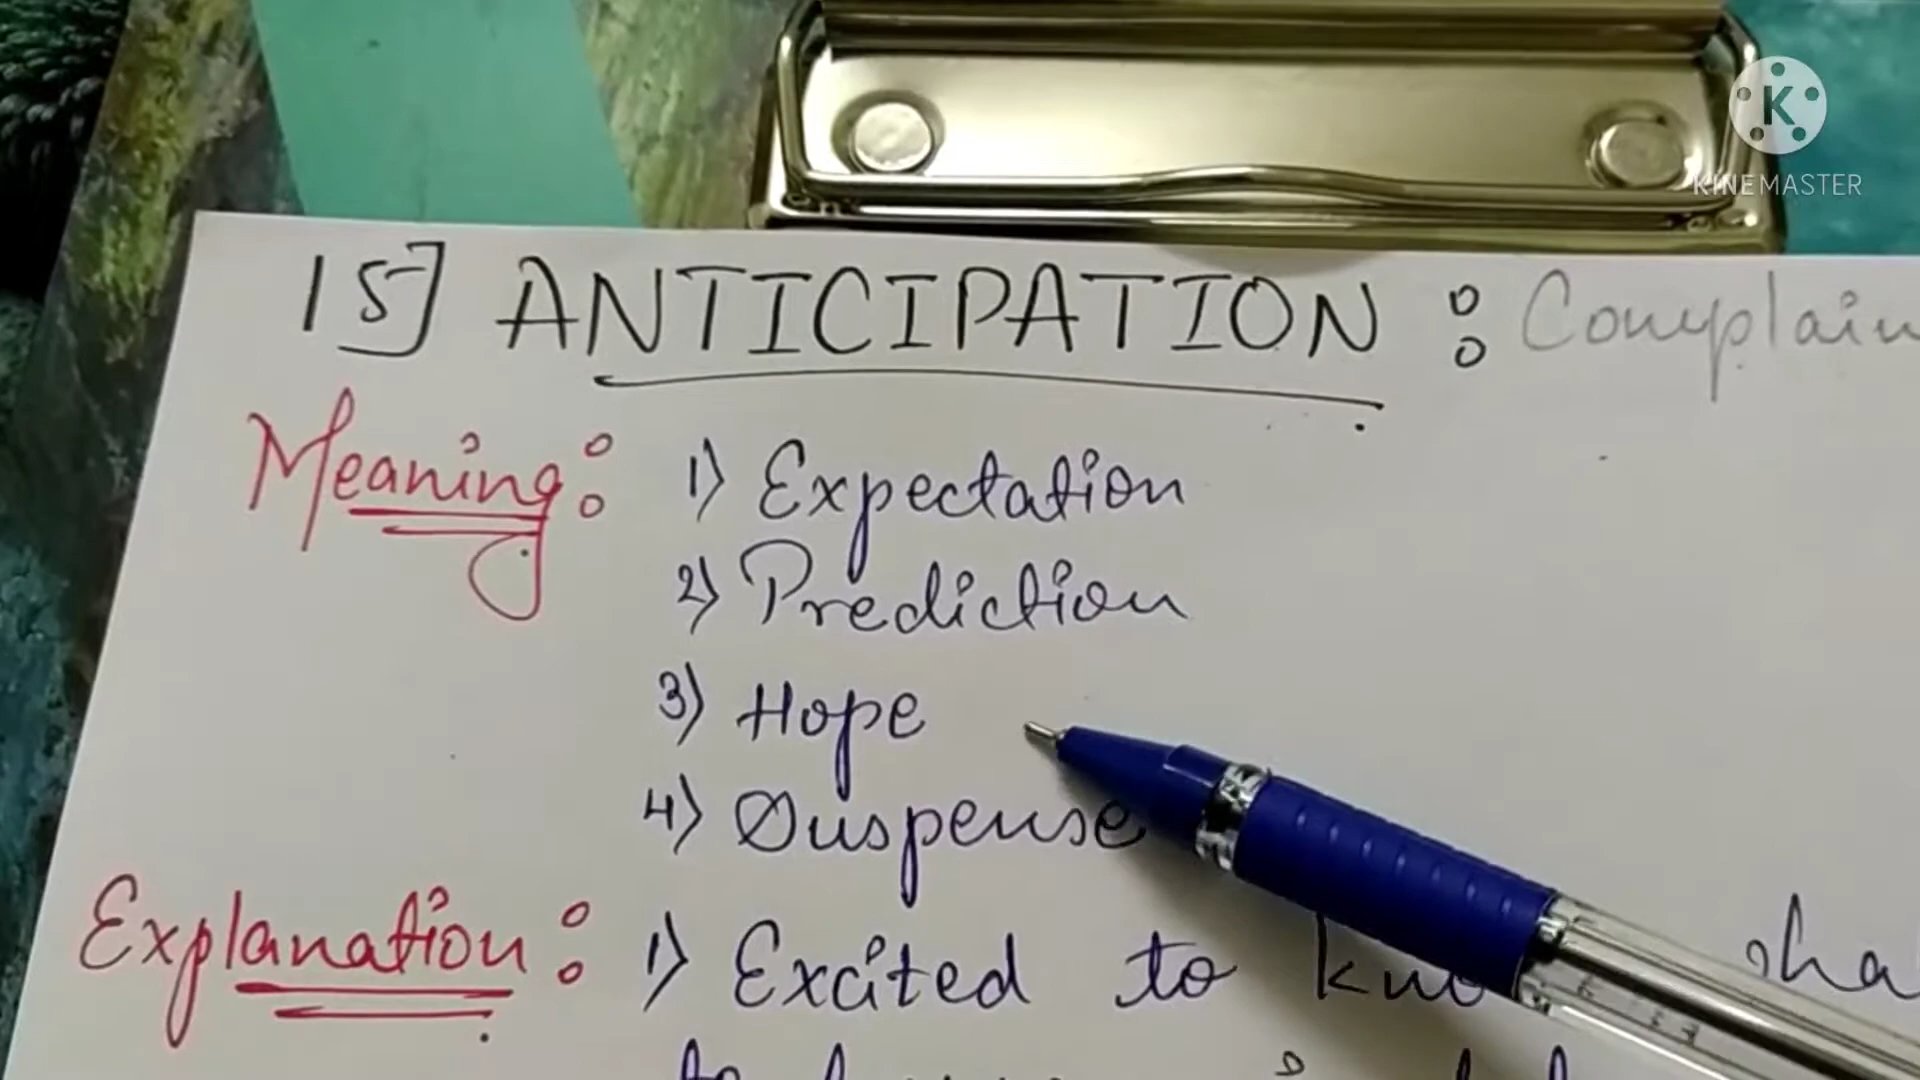 K
KINEMASTER
15] ANTICIPATION : Complain
Meaning : 1) Expectation
2) Prediction
3) Hope
4) Suspense
Explanation : 1) Excited to